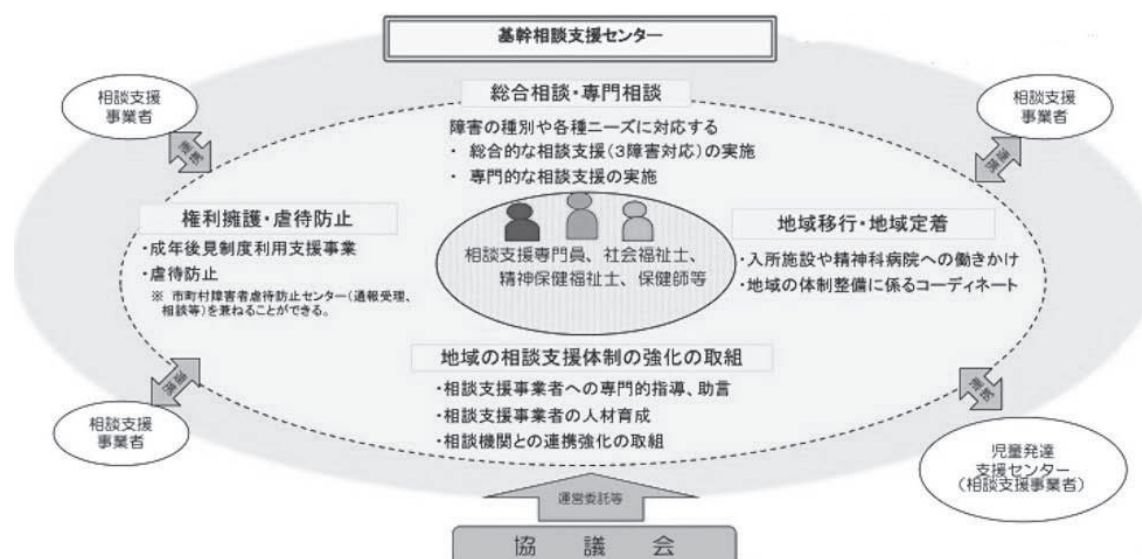 基幹相談支援センター
相談支援
事業者
相談支援
事業者
連携
連携
総合相談・専門相談
障害の種別や各種ニーズに対応する
・ 総合的な相談支援(3障害対応)の実施
・ 専門的な相談支援の実施
権利擁護・虐待防止
・成年後見制度利用支援事業
・虐待防止
※ 市町村障害者虐待防止センター(通報受理、
相談等)を兼ねることができる。
相談支援専門員、社会福祉士、
精神保健福祉士、保健師等
地域移行・地域定着
・入所施設や精神科病院への働きかけ
・地域の体制整備に係るコーディネート
地域の相談支援体制の強化の取組
・相談支援事業者への専門的指導、助言
・相談支援事業者の人材育成
・相談機関との連携強化の取組
連携
連携
相談支援
事業者
児童発達
支援センター
(相談支援事業者)
運営委託等
協 議 会